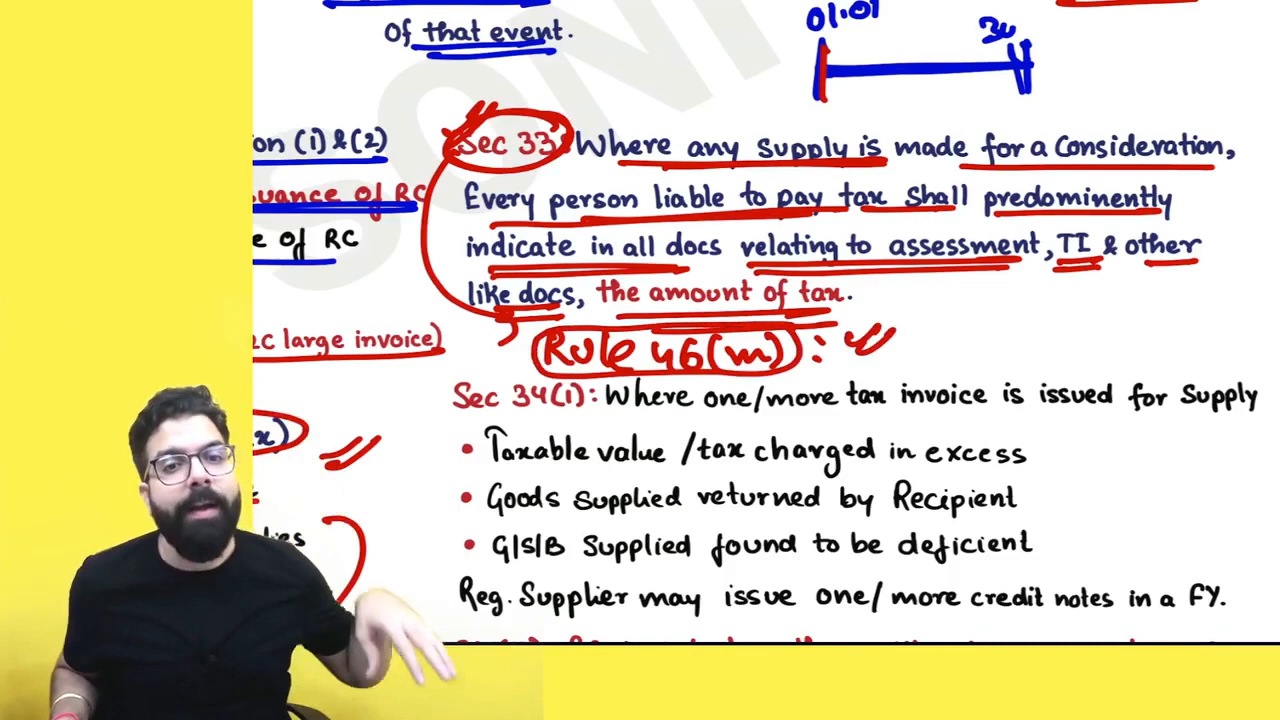 01.01
30
Of that event.
SONI
on (1) & (2)
uance of RC
e of RC
2C large invoice)
x)
lies
Sec 33: Where any supply is made for a Consideration,
Every person liable to pay tax shall predominently
indicate in all docs relating to assessment, TI & other
like docs, the amount of tax.
Rule 46(m):
Sec 34(1): Where one/more tax invoice is issued for Supply
• Taxable value /tax charged in excess
• Goods supplied returned by Recipient
• G/S/B Supplied found to be deficient
Reg. Supplier may issue one/more credit notes in a FY.